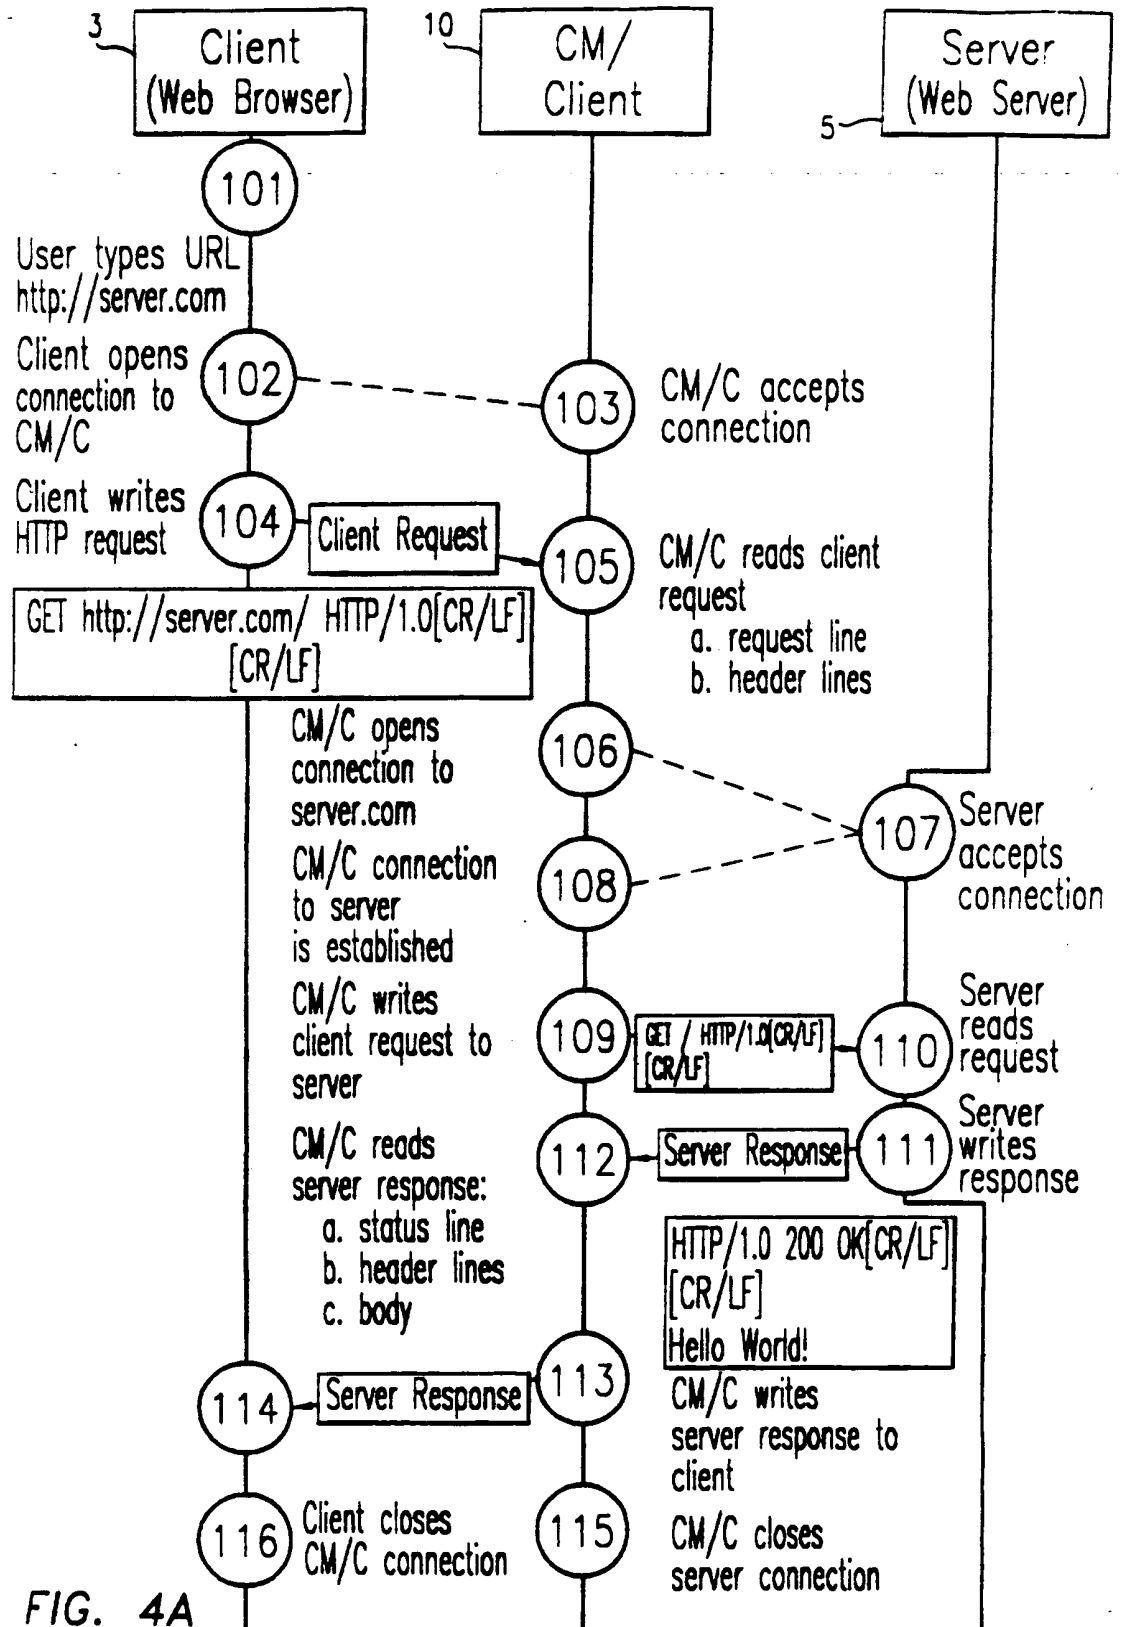 3
Client
(Web Browser)
10
CM/
Client
Server
(Web Server)
5
101
User types URL
http://server.com
Client opens
connection to
CM/C
102
103
CM/C accepts
connection
Client writes
HTTP request
104
Client Request
105
CM/C reads client
request
a. request line
b. header lines
GET http://server.com/ HTTP/1.0[CR/LF]
[CR/LF]
CM/C opens
connection to
server.com
106
107
Server
accepts
connection
CM/C connection
to server
is established
108
CM/C writes
client request to
server
109
GET / HTTP/1.0[CR/LF]
[CR/LF]
110
Server
reads
request
CM/C reads
server response:
a. status line
b. header lines
c. body
112
Server Response
111
Server
writes
response
HTTP/1.0 200 OK[CR/LF]
[CR/LF]
Hello World!
114
Server Response
113
CM/C writes
server response to
client
116
Client closes
CM/C connection
115
CM/C closes
server connection
FIG. 4A